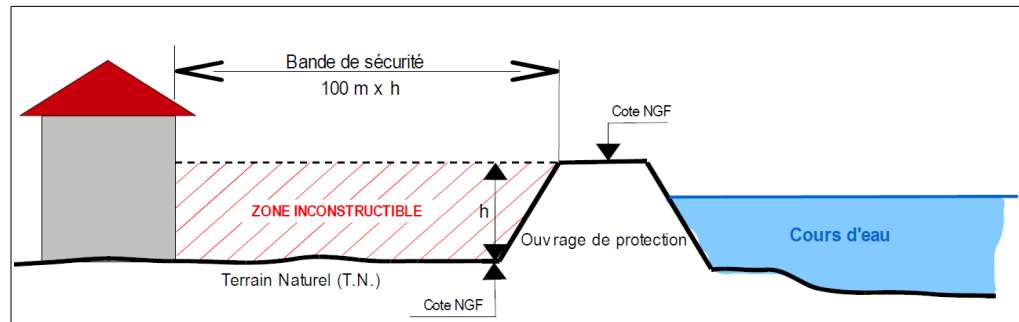 Bande de sécurité
100 m x h
Cote NGF
ZONE INCONSTRUCTIBLE
h
Ouvrage de protection
Cours d'eau
Terrain Naturel (T.N.)
Cote NGF